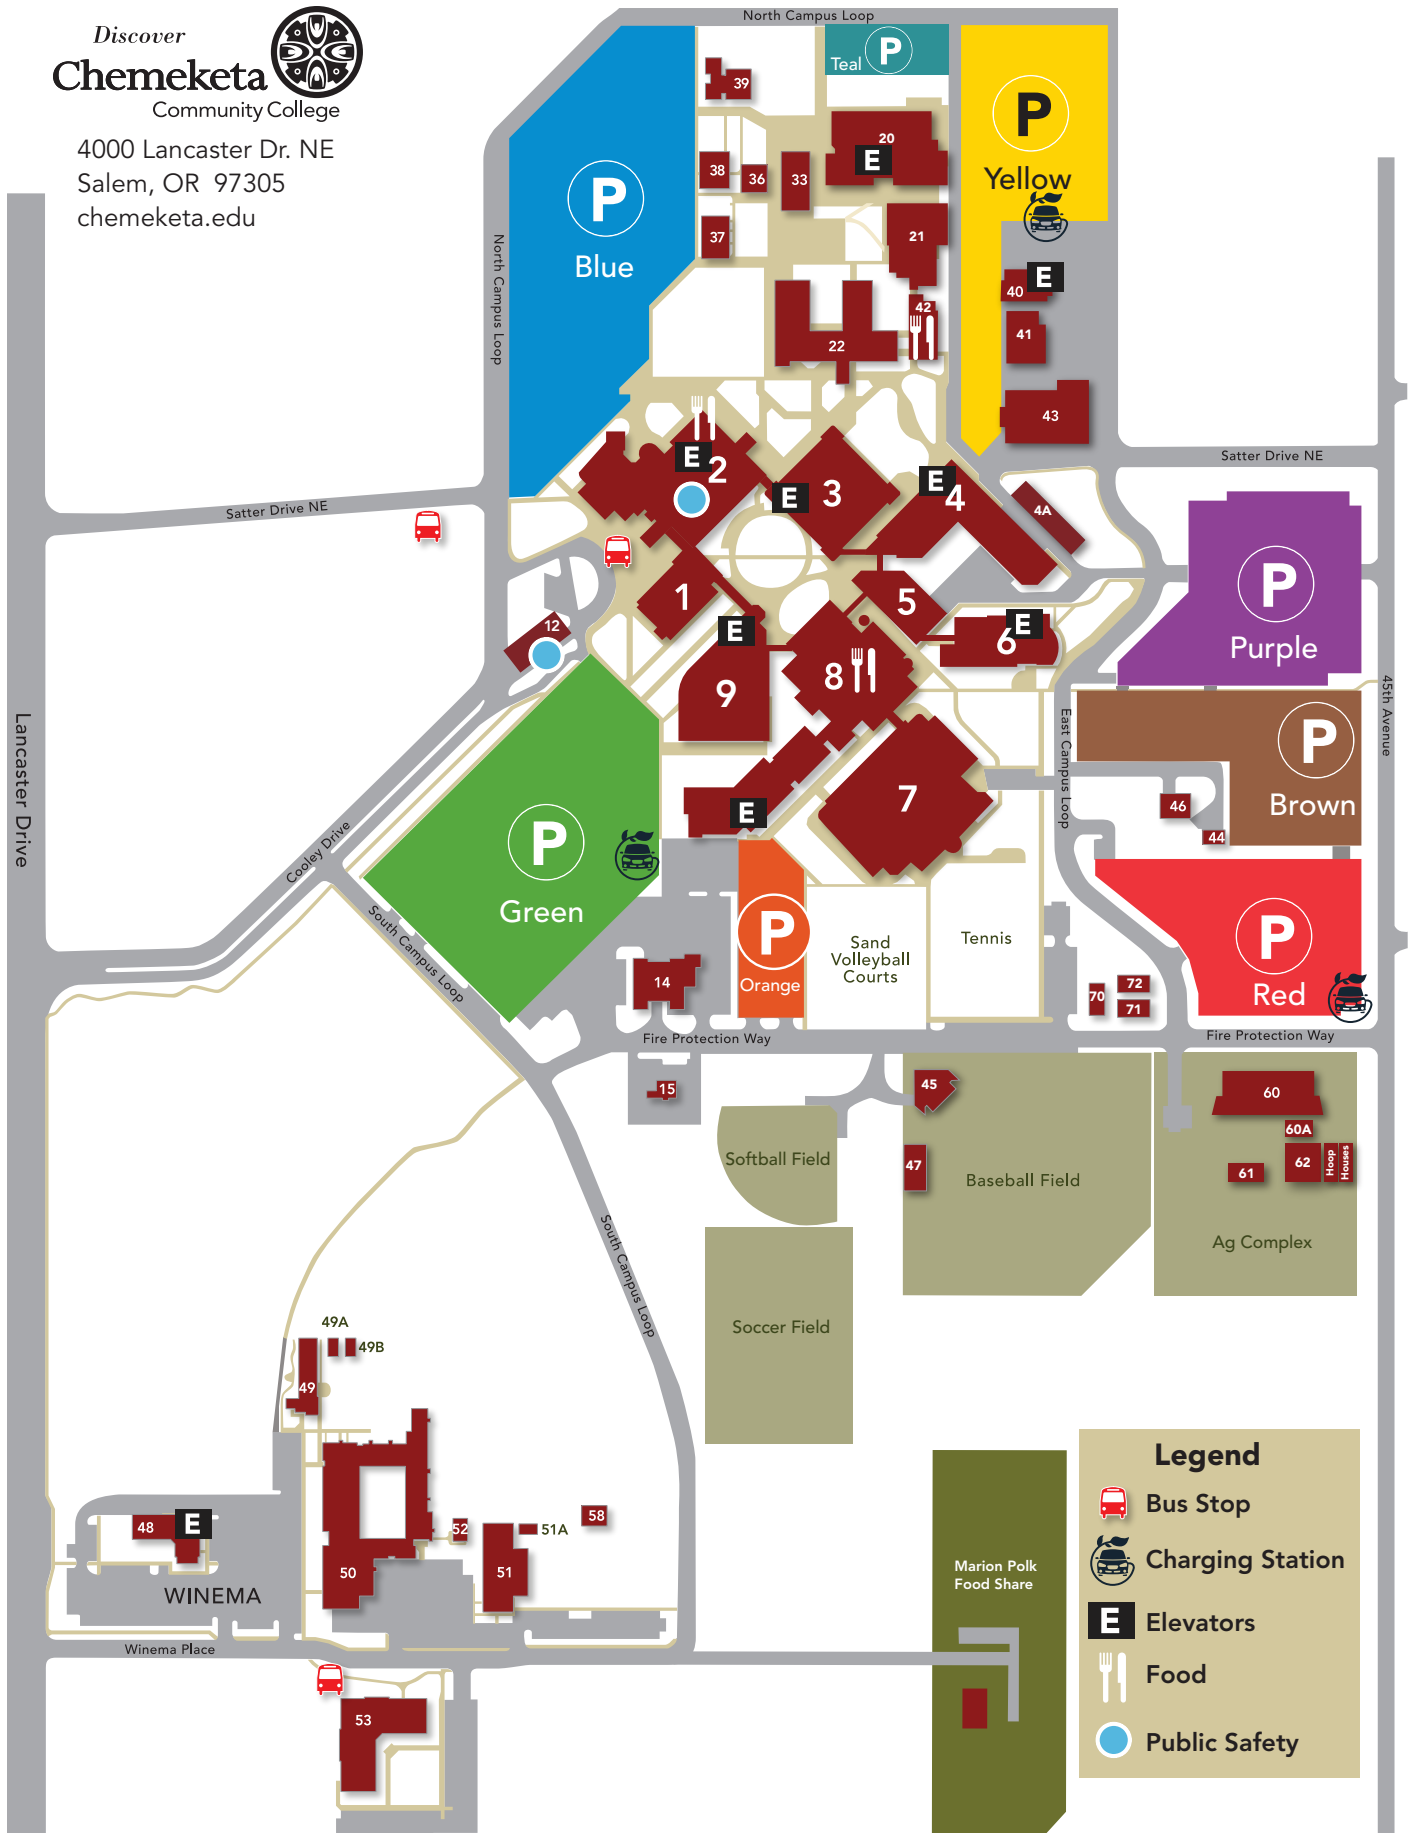 Discover
Chemeketa
Community College
4000 Lancaster Dr. NE
Salem, OR 97305
chemeketa.edu
North Campus Loop
Teal
P
P
Yellow
P
Blue
North Campus Loop
39
20
E
38
36
33
37
21
40
E
42
41
22
43
Satter Drive NE
Satter Drive NE
E
2
E
3
E
4
4A
P
Purple
1
5
12
E
6
E
8
9
P
Brown
45th Avenue
East Campus Loop
Lancaster Drive
7
46
44
E
P
Green
Cooley Drive
South Campus Loop
P
Orange
Sand
Volleyball
Courts
Tennis
P
Red
14
70
72
71
Fire Protection Way
Fire Protection Way
15
45
60
60A
47
61
62
Hoop
Houses
Softball Field
Baseball Field
Ag Complex
South Campus Loop
Soccer Field
49A
49B
49
48
E
WINEMA
52
51A
58
50
51
Winema Place
53
Marion Polk
Food Share
Legend
Bus Stop
Charging Station
E
Elevators
Food
Public Safety